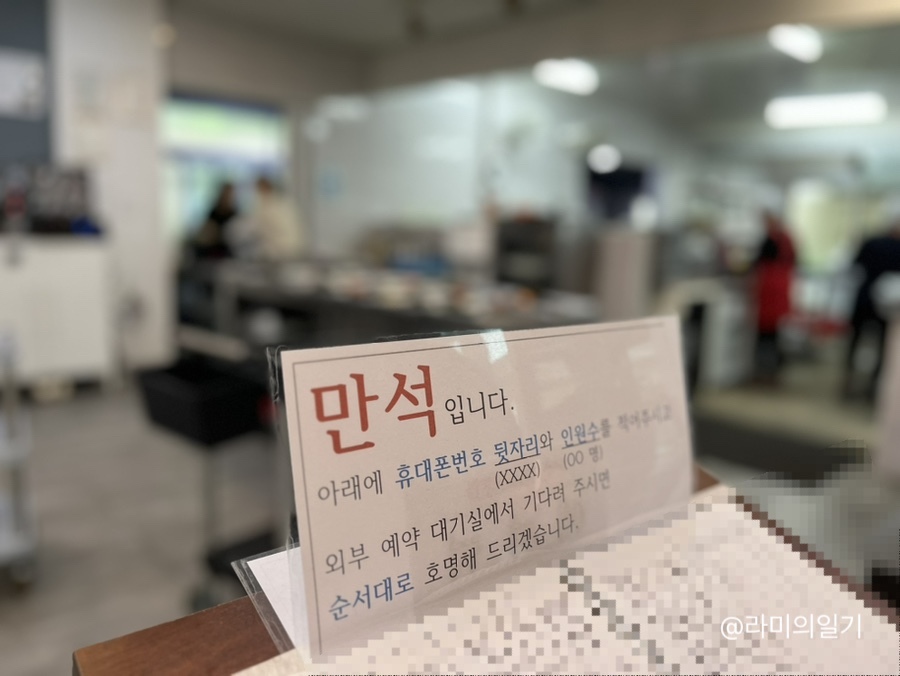 만석입니다.
아래에 휴대폰번호 뒷자리와 인원수를 적어주시고
(XXXX) (00 명)
외부 예약 대기실에서 기다려 주시면
순서대로 호명해 드리겠습니다.
@라미의일기